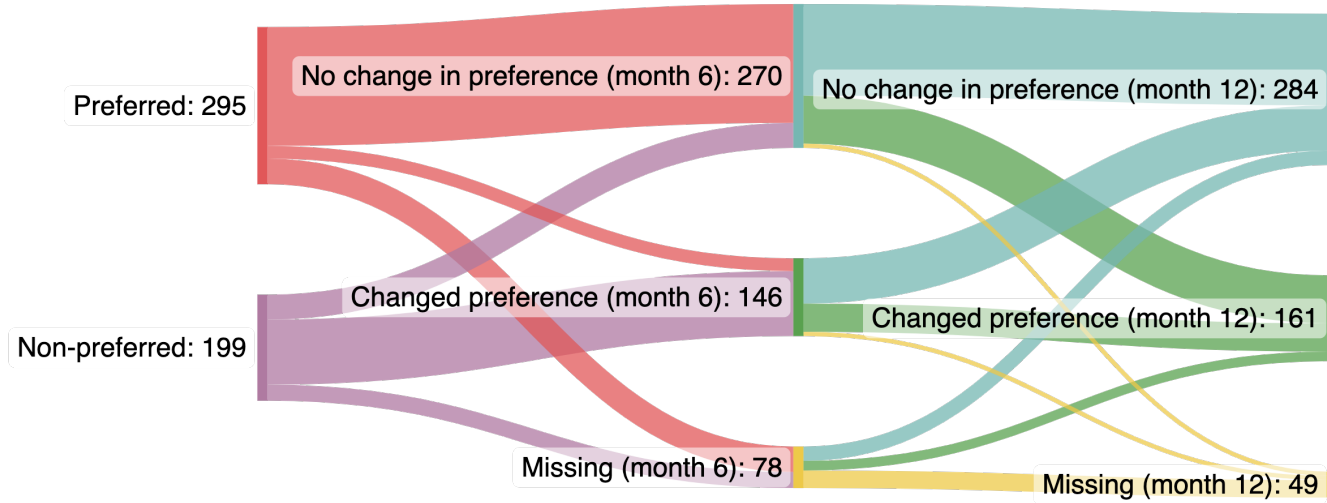 Preferred: 295
Non-preferred: 199
No change in preference (month 6): 270
Changed preference (month 6): 146
Missing (month 6): 78
No change in preference (month 12): 284
Changed preference (month 12): 161
Missing (month 12): 49